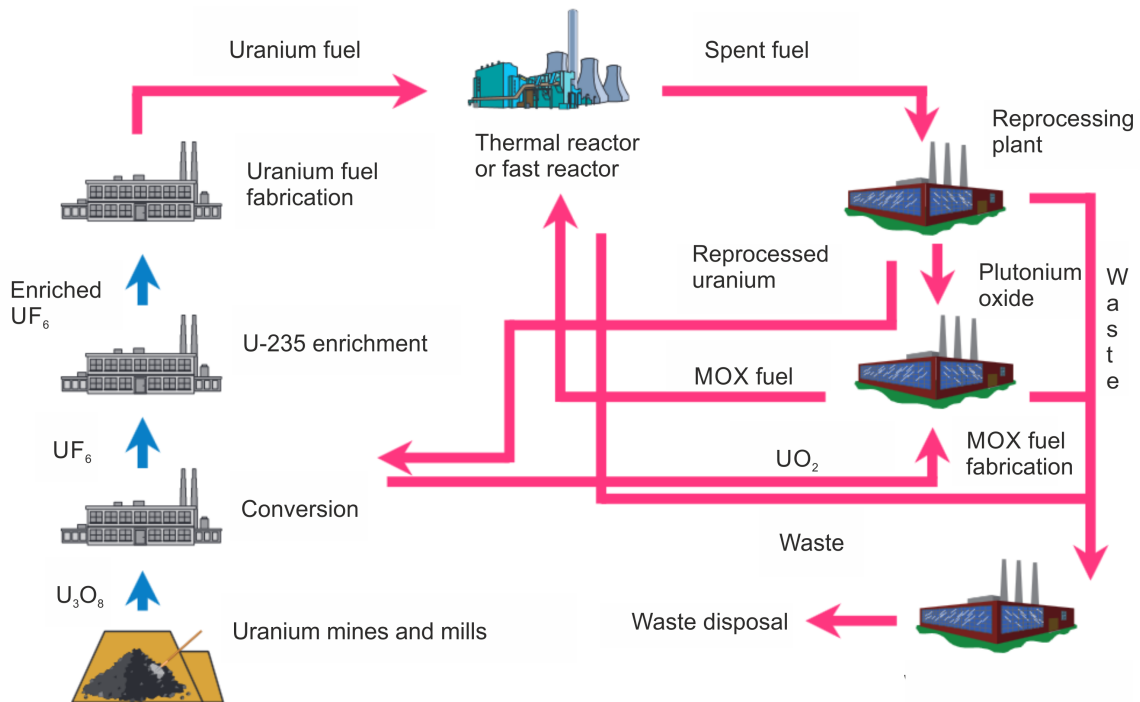 Uranium fuel
Spent fuel
Thermal reactor
or fast reactor
Reprocessing
plant
Uranium fuel
fabrication
Reprocessed
uranium
Plutonium
oxide
Waste
Enriched
UF₆
U-235 enrichment
MOX fuel
MOX fuel
fabrication
UF₆
UO₂
Conversion
Waste
U₃O₈
Uranium mines and mills
Waste disposal